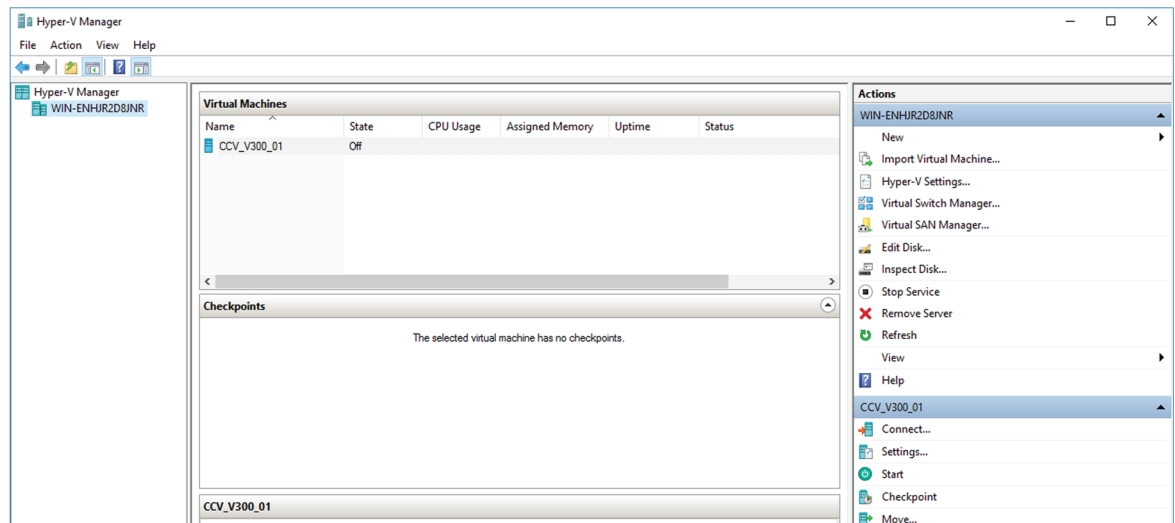 Hyper-V Manager
File Action View Help
Hyper-V Manager
WIN-ENHJR2D8JNR
Virtual Machines
Name State CPU Usage Assigned Memory Uptime Status
CCV_V300_01 Off
Checkpoints
The selected virtual machine has no checkpoints.
CCV_V300_01
Actions
WIN-ENHJR2D8JNR
New
Import Virtual Machine...
Hyper-V Settings...
Virtual Switch Manager...
Virtual SAN Manager...
Edit Disk...
Inspect Disk...
Stop Service
Remove Server
Refresh
View
Help
CCV_V300_01
Connect...
Settings...
Start
Checkpoint
Move...